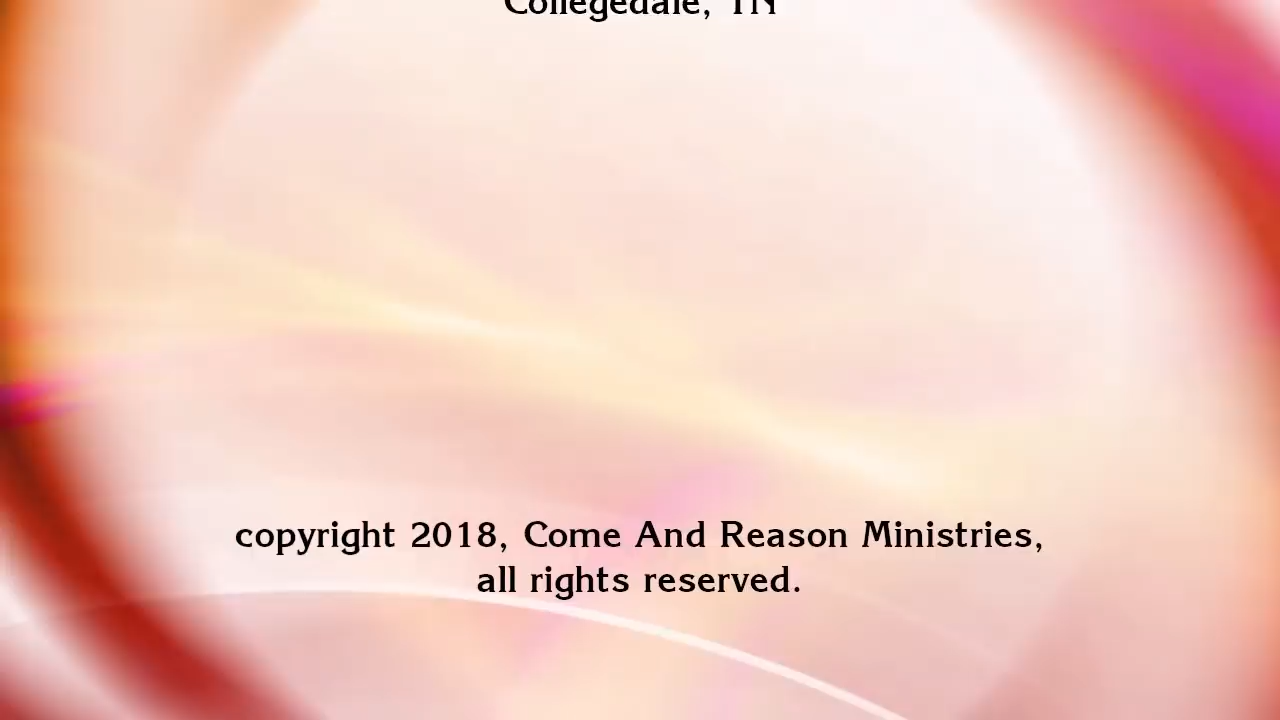 Collegedale, TN
copyright 2018, Come And Reason Ministries,
all rights reserved.